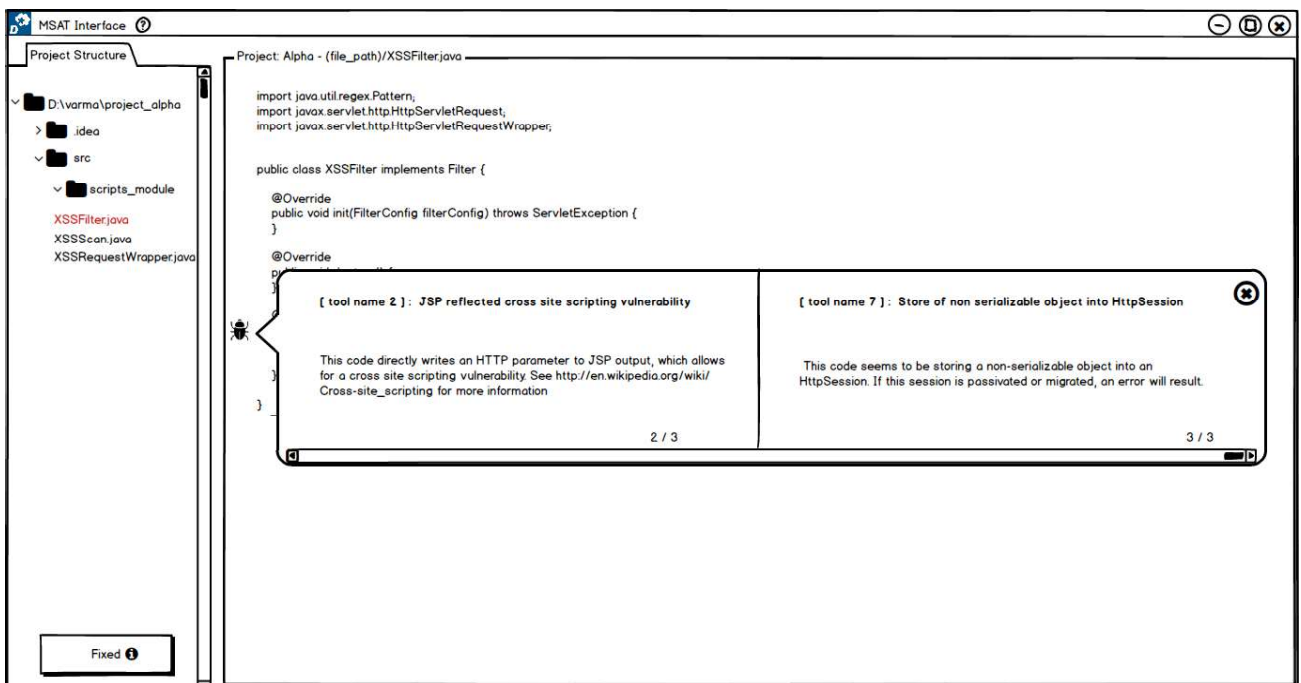 MSAT Interface ?
Project Structure
D:\varma\project_alpha
.idea
src
scripts_module
XSSFilter.java
XSSScan.java
XSSRequestWrapper.java
Fixed i
Project: Alpha - (file_path)/XSSFilter.java
import java.util.regex.Pattern;
import javax.servlet.http.HttpServletRequest;
import javax.servlet.http.HttpServletRequestWrapper;
public class XSSFilter implements Filter {
@Override
public void init(FilterConfig filterConfig) throws ServletException {
}
@Override
}
}
}
[ tool name 2 ] : JSP reflected cross site scripting vulnerability
This code directly writes an HTTP parameter to JSP output, which allows
for a cross site scripting vulnerability. See http://en.wikipedia.org/wiki/
Cross-site_scripting for more information
2 / 3
[ tool name 7 ] : Store of non serializable object into HttpSession
This code seems to be storing a non-serializable object into an
HttpSession. If this session is passivated or migrated, an error will result.
3 / 3